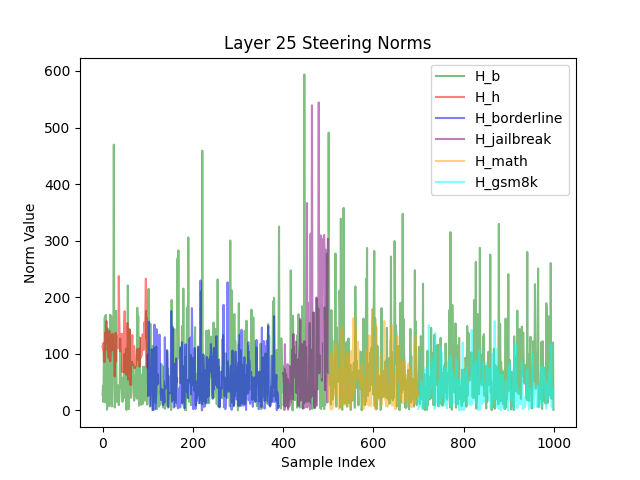 Layer 25 Steering Norms
Norm Value
600
500
400
300
200
100
0
H_b
H_h
H_borderline
H_jailbreak
H_math
H_gsm8k
0 200 400 600 800 1000
Sample Index